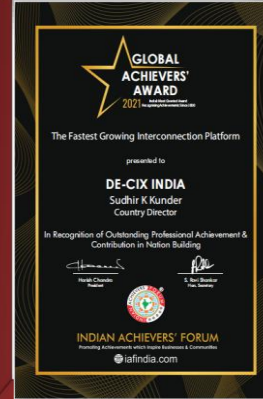 GLOBAL
ACHIEVERS'
AWARD
2021
The Fastest Growing Interconnection Platform
presented to
DE-CIX INDIA
Sudhir K Kunder
Country Director
In Recognition of Outstanding Professional Achievement &
Contribution in Nation Building
Harish Chandra
President
S. Ravi Shankar
Hon. Secretary
INDIAN ACHIEVERS' FORUM
Promoting Achievements which Inspire Businesses & Communities
iafindia.com